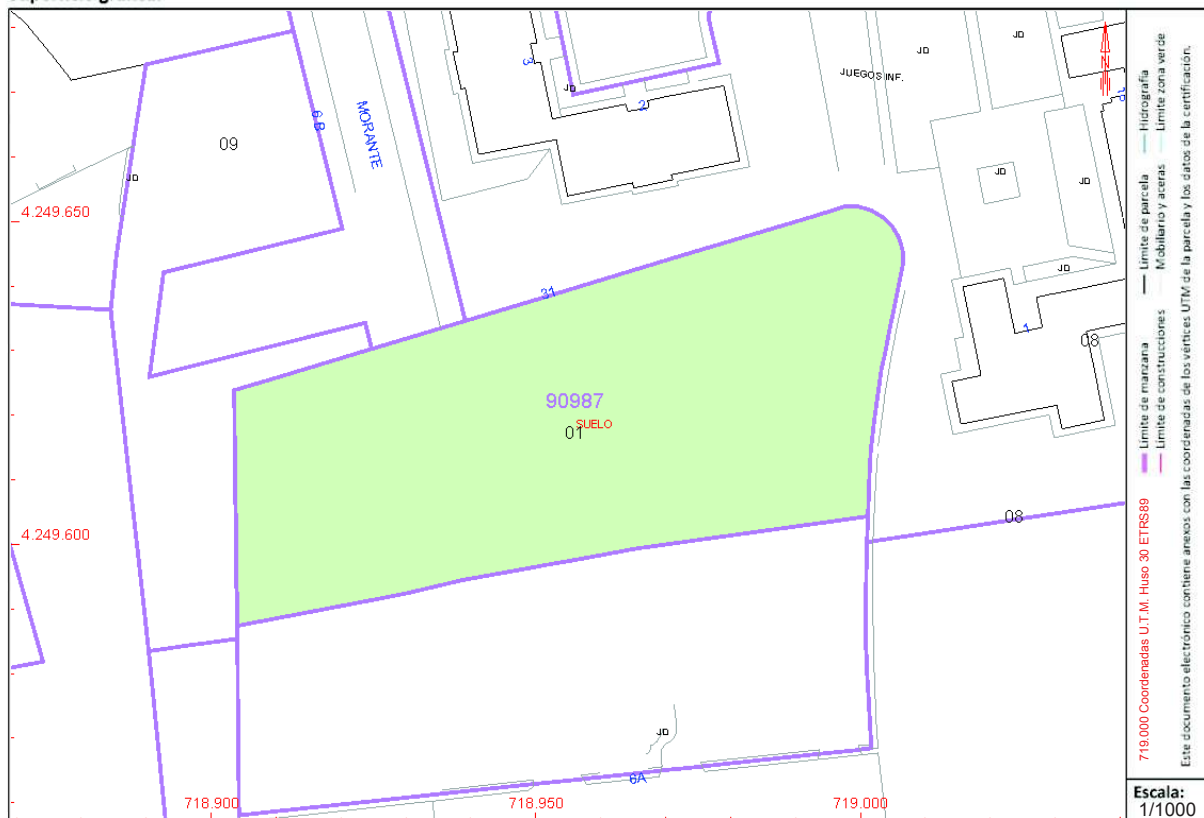 09
JD
6 B
MORANTE
3
JD
2
JUEGOS INF.
JD
JD
JD
JD
JD
1
08
08
31
90987
SUELO
01
JD
6A
4.249.650
4.249.600
718.900
718.950
719.000
N
Límite de manzana
Límite de parcela
Hidrografía
Límite de construcciones
Mobiliario y aceras
Límite zona verde
719.000 Coordenadas U.T.M. Huso 30 ETRS89
Este documento electrónico contiene anexos con las coordenadas de los vértices UTM de la parcela y los datos de la certificación.
Escala:
1/1000